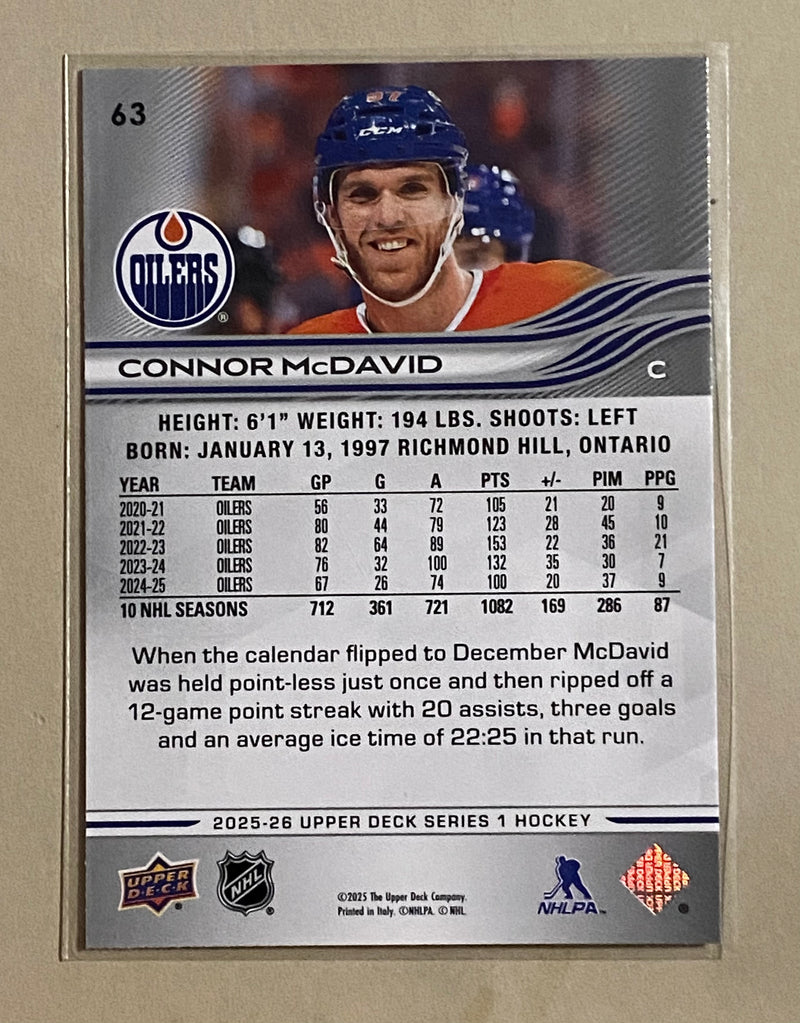 63
97
CCM
OILERS
®
CONNOR McDAVID
C
HEIGHT: 6'1" WEIGHT: 194 LBS. SHOOTS: LEFT
BORN: JANUARY 13, 1997 RICHMOND HILL, ONTARIO
YEAR TEAM GP G A PTS +/- PIM PPG
2020-21 OILERS 56 33 72 105 21 20 9
2021-22 OILERS 80 44 79 123 28 45 10
2022-23 OILERS 82 64 89 153 22 36 21
2023-24 OILERS 76 32 100 132 35 30 7
2024-25 OILERS 67 26 74 100 20 37 9
10 NHL SEASONS 712 361 721 1082 169 286 87
When the calendar flipped to December McDavid
was held point-less just once and then ripped off a
12-game point streak with 20 assists, three goals
and an average ice time of 22:25 in that run.
2025-26 UPPER DECK SERIES 1 HOCKEY
UPPER
D·E·C·K
®
NHL
®
©2025 The Upper Deck Company.
Printed in Italy. ©NHLPA. © NHL
NHLPA™
®